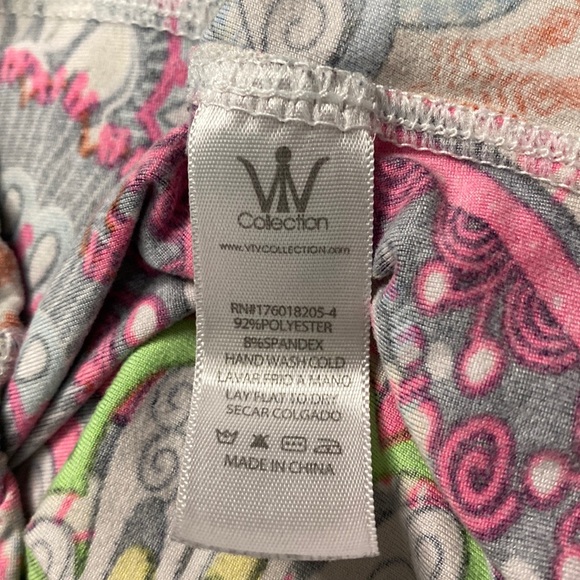 VIV
Collection
WWW.VIVCOLLECTION.com
RN#176018205-4
92%POLYESTER
8%SPANDEX
HAND WASH COLD
LAVAR FRIO A MANO
LAY FLAT TO DRY
SECAR COLGADO
MADE IN CHINA